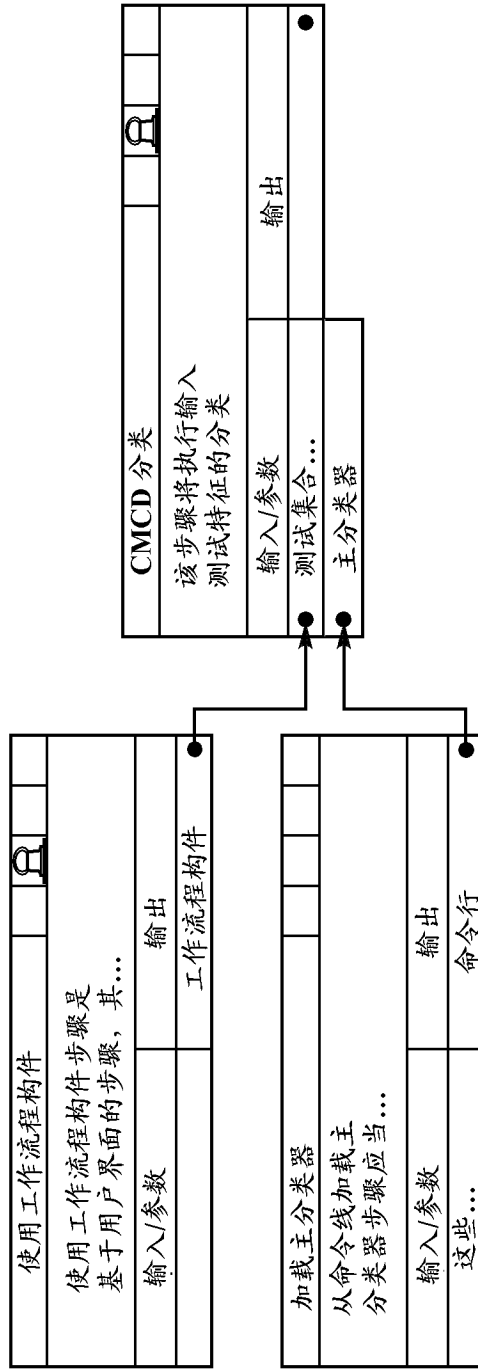 使用工作流程构件
使用工作流程构件步骤是
基于用户界面的步骤，其...
输入/参数
输出
工作流程构件
加载主分类器
从命令线加载主
分类器步骤应当...
输入/参数
输出
这些...
命令行
CMCD 分类
该步骤将执行输入
测试特征的分类
输入/参数
输出
测试集合...
主分类器